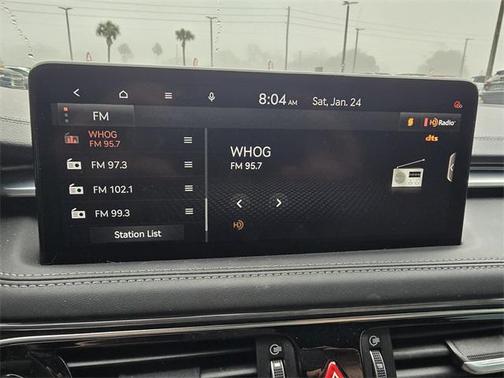 8:04 AM Sat, Jan. 24
FM
HD Radio
dts
WHOG
FM 95.7
FM 97.3
FM 102.1
FM 99.3
Station List
WHOG
FM 95.7
HD